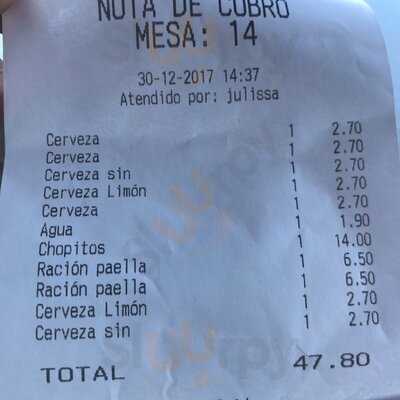 NOTA DE COBRO
MESA: 14
30-12-2017 14:37
Atendido por: julissa
Cerveza 1 2.70
Cerveza 1 2.70
Cerveza sin 1 2.70
Cerveza Limón 1 2.70
Cerveza 1 2.70
Agua 1 1.90
Chopitos 1 14.00
Ración paella 1 6.50
Ración paella 1 6.50
Cerveza Limón 1 2.70
Cerveza sin 1 2.70
TOTAL 47.80
sluurpy